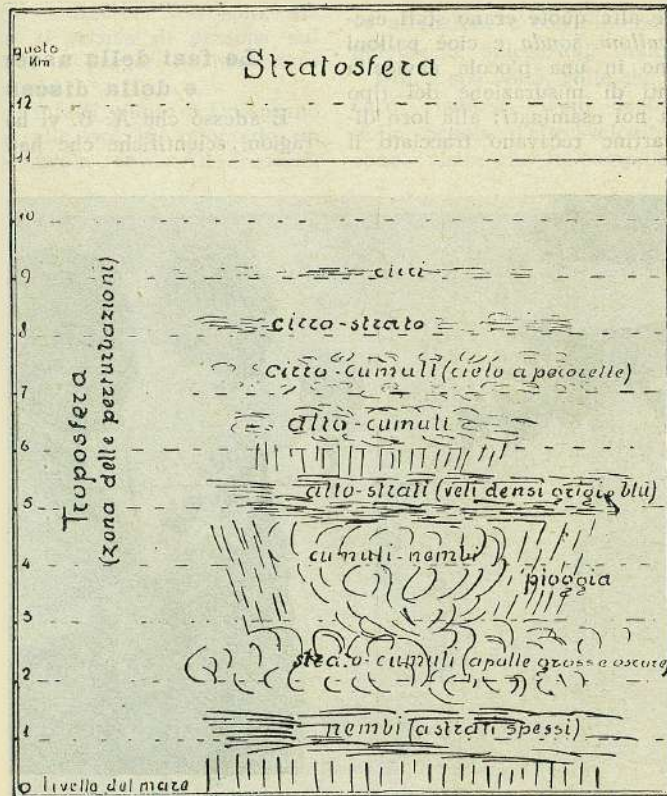 quota
Km
Stratosfera
12
11
10
9
cirri
8
cirro-strato
cirro-cumuli (cielo a pecorelle)
7
alto-cumuli
6
alto-strati (veli densi grigio blu)
5
cumuli-nembi
4
pioggia
3
strato-cumuli (a palle grosse oscure)
2
nembi (a strati spessi)
1
0 livello del mare
Troposfera
(zona delle perturbazioni)